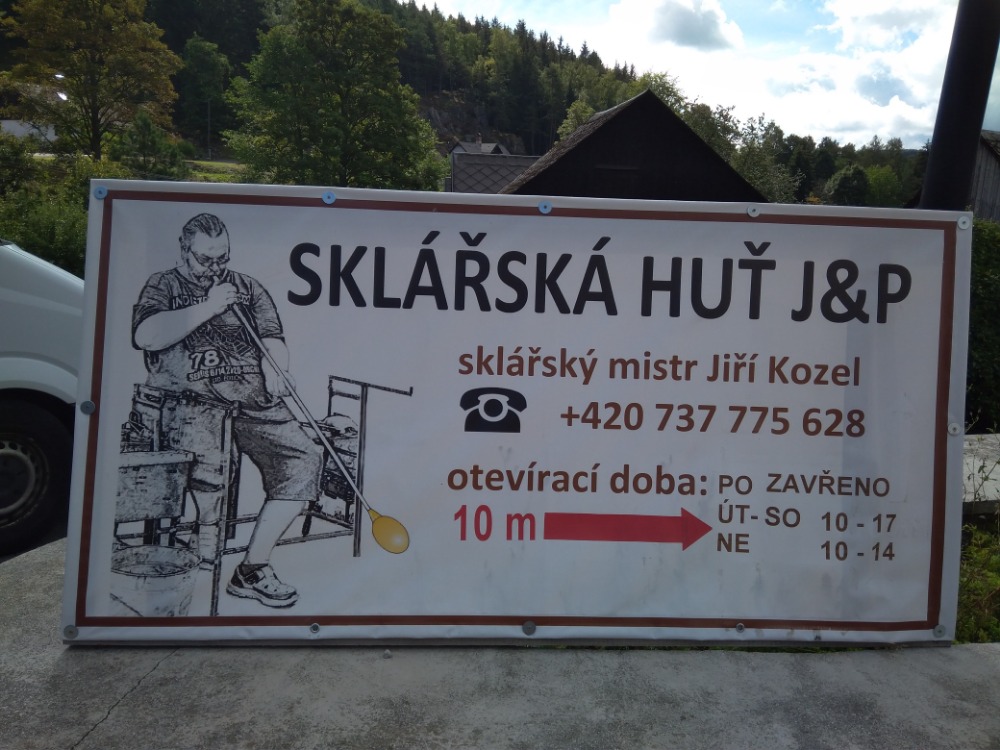 SKLÁŘSKÁ HUŤ J&P
sklářský mistr Jiří Kozel
+420 737 775 628
otevírací doba: PO ZAVŘENO
ÚT- SO 10 - 17
NE 10 - 14
10 m
78